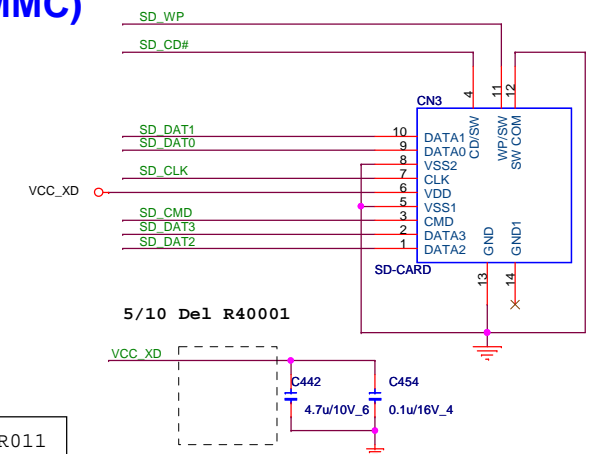 MMC)
SD_WP
SD_CD#
4
11
12
CN3
CD/SW
WP/SW
SW COM
SD_DAT1
10
DATA1
SD_DAT0
9
DATA0
8
VSS2
SD_CLK
7
CLK
VCC_XD
6
VDD
5
VSS1
SD_CMD
3
CMD
SD_DAT3
2
DATA3
SD_DAT2
1
DATA2
GND
GND1
SD-CARD
13
14
5/10 Del R40001
VCC_XD
C442
C454
4.7u/10V_6
0.1u/16V_4
R011